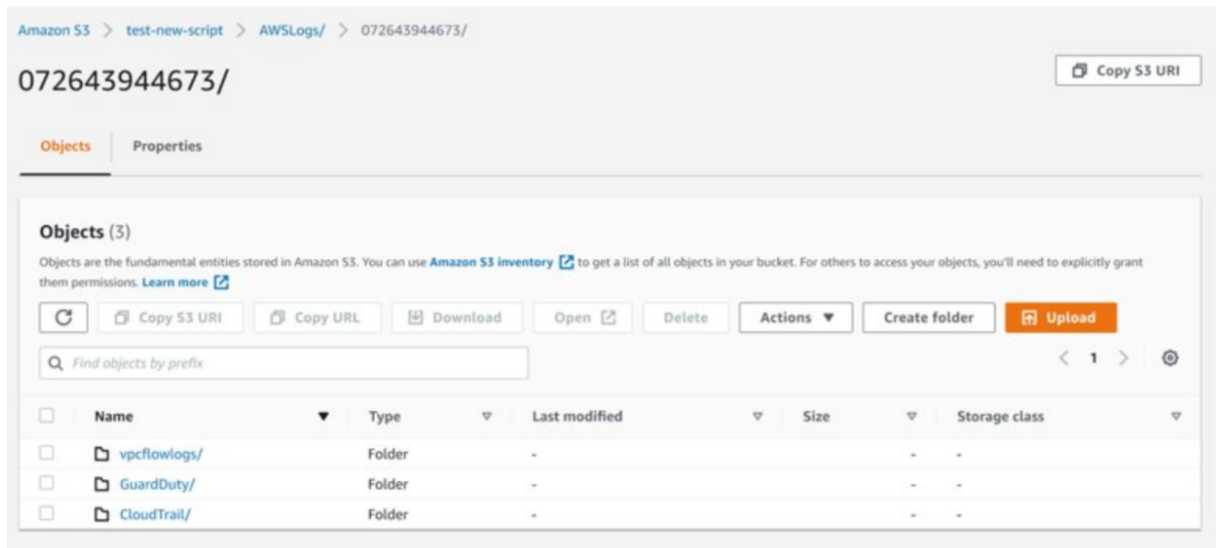 Amazon S3 > test-new-script > AWSLogs/ > 072643944673/
072643944673/
Copy S3 URI
Objects
Properties
Objects (3)
Objects are the fundamental entities stored in Amazon S3. You can use Amazon S3 inventory to get a list of all objects in your bucket. For others to access your objects, you'll need to explicitly grant
them permissions. Learn more
Copy S3 URI Copy URL Download Open Delete Actions Create folder Upload
Find objects by prefix
< 1 >
Name Type Last modified Size Storage class
vpcflowlogs/ Folder - - -
GuardDuty/ Folder - - -
CloudTrail/ Folder - - -